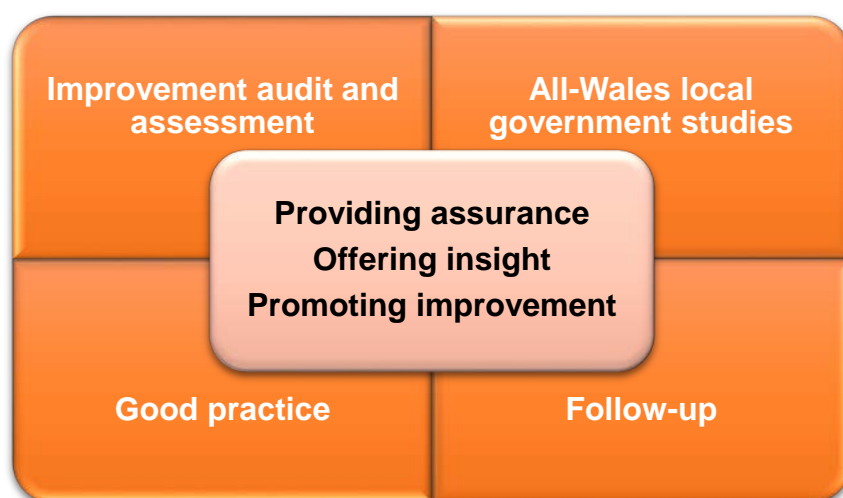 Improvement audit and
assessment
All-Wales local
government studies
Providing assurance
Offering insight
Promoting improvement
Good practice
Follow-up